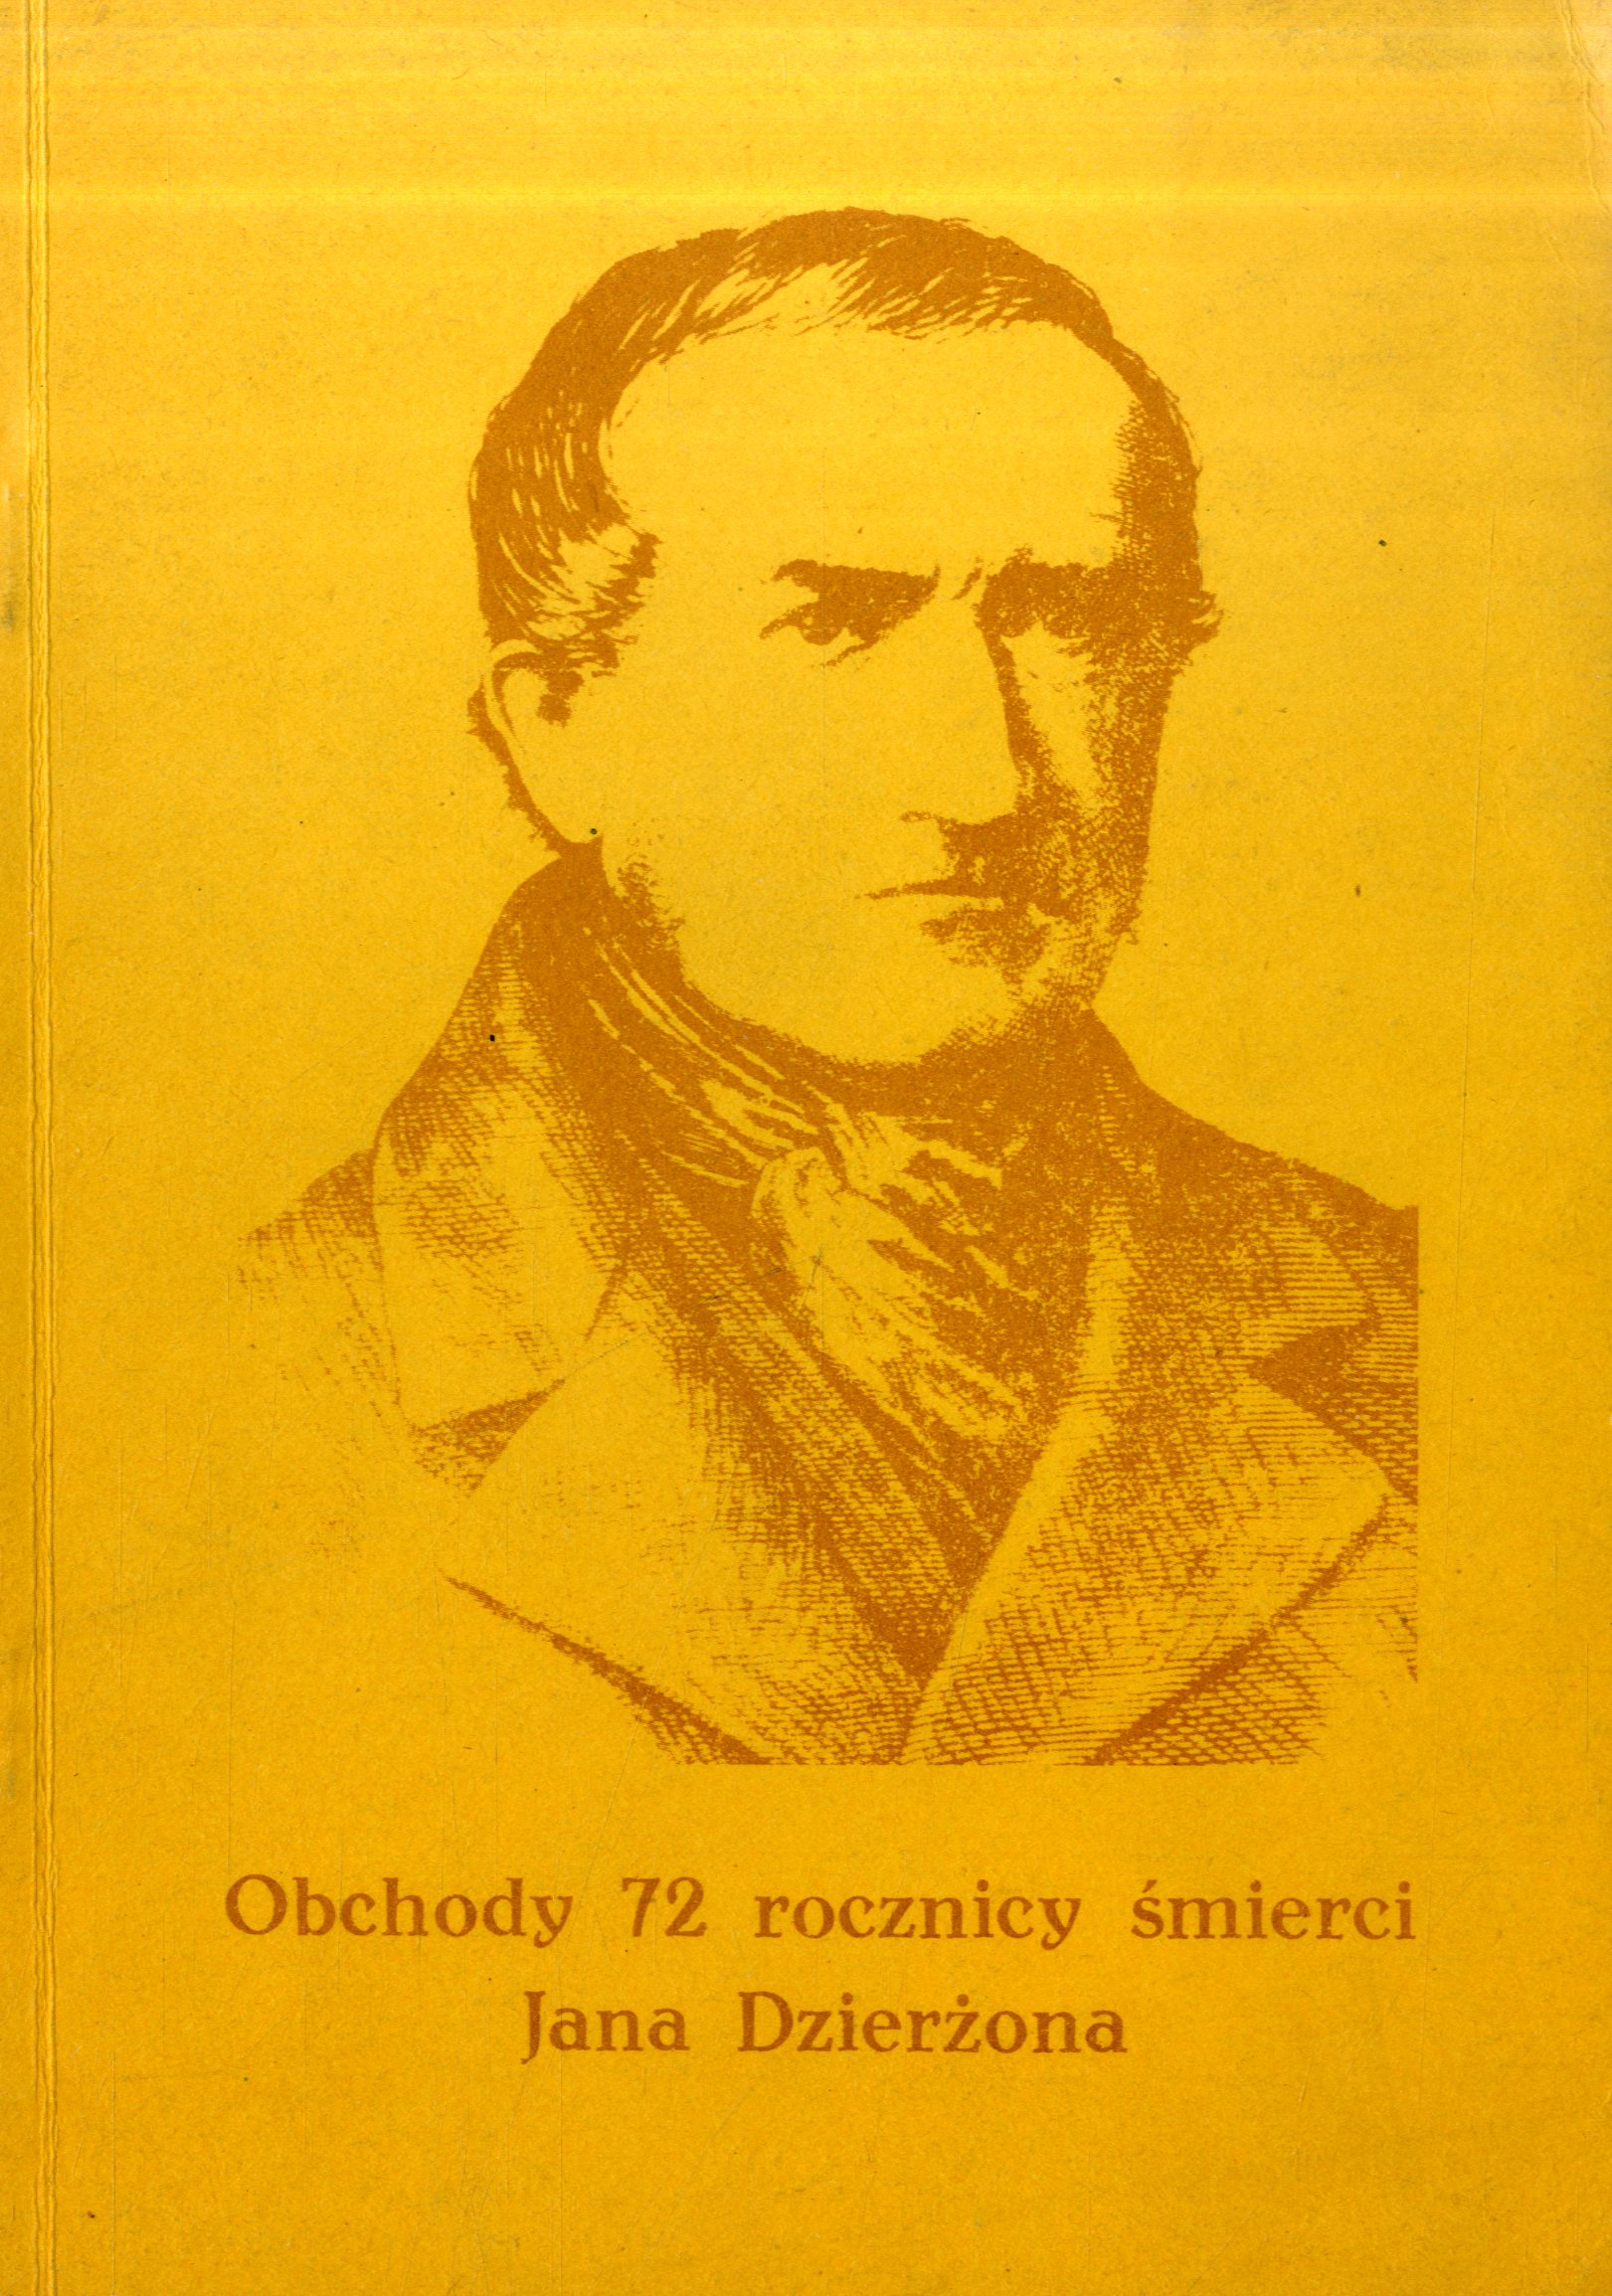 Obchody 72 rocznicy śmierci
Jana Dzierżona